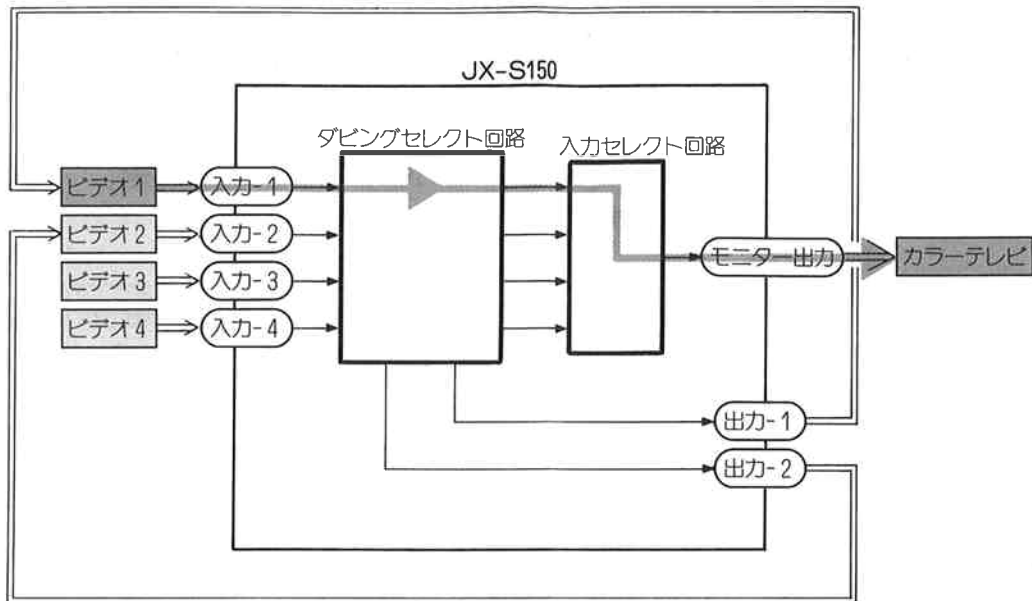 JX-S150
ダビングセレクト回路
入力セレクト回路
ビデオ1
入力-1
ビデオ2
入力-2
モニター出力
カラーテレビ
ビデオ3
入力-3
ビデオ4
入力-4
出力-1
出力-2